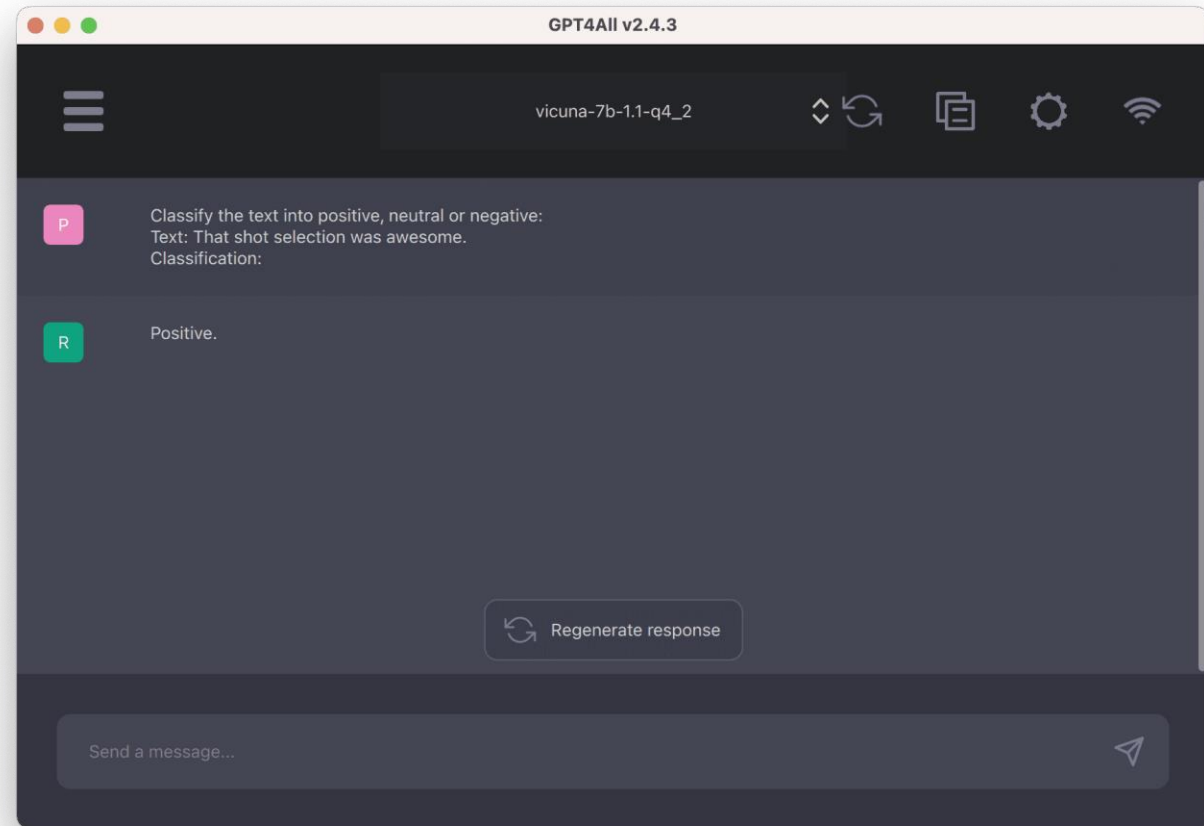 GPT4All v2.4.3
vicuna-7b-1.1-q4_2
P
Classify the text into positive, neutral or negative:
Text: That shot selection was awesome.
Classification:
R
Positive.
Regenerate response
Send a message...